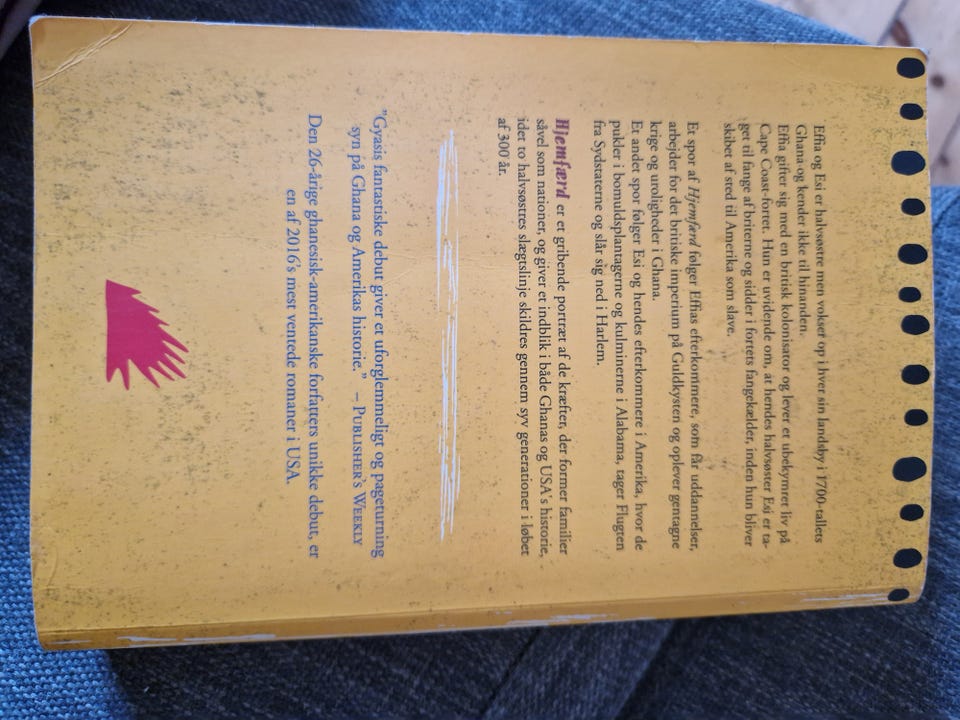 Effia og Esi er halvsøstre men vokser op i hver sin landsby i 1700-tallets
Ghana og kender ikke til hinanden.
Effia gifter sig med en britisk kolonisator og lever et ubekymret liv på
Cape Coast-fortet. Hun er uvidende om, at hendes halvsøster Esi er ta-
get til fange af briterne og sidder i fortets fangekælder, inden hun bliver
skibet af sted til Amerika som slave.
Et spor af Hjemfærd følger Effias efterkommere, som får uddannelser,
arbejder for det britiske imperium på Guldkysten og oplever gentagne
krige og uroligheder i Ghana.
Et andet spor følger Esi og hendes efterkommere i Amerika, hvor de
pukler i bomuldsplantagerne og kulminerne i Alabama, tager Flugten
fra Sydstaterne og slår sig ned i Harlem.
Hjemfærd er et gribende portræt af de kræfter, der former familier
såvel som nationer, og giver et indblik i både Ghanas og USA's historie,
idet to halvsøstres slægtslinje skildres gennem syv generationer i løbet
af 300 år.
"Gyasis fantastiske debut giver et uforglemmeligt og pageturning
syn på Ghana og Amerikas historie." – PUBLISHER'S WEEKLY
Den 26-årige ghanesisk-amerikanske forfatters unikke debut, er
en af 2016's mest ventede romaner i USA.